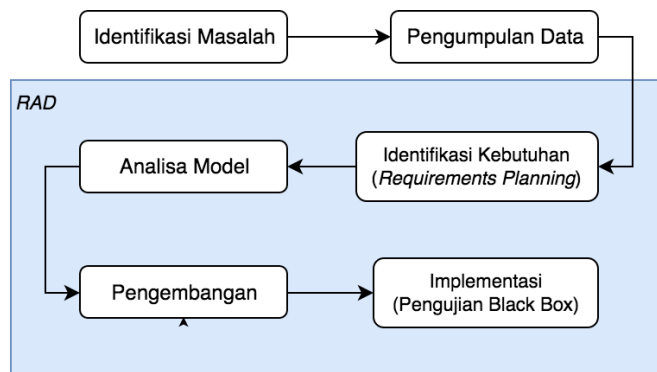 Identifikasi Masalah
Pengumpulan Data
RAD
Analisa Model
Identifikasi Kebutuhan
(Requirements Planning)
Pengembangan
Implementasi
(Pengujian Black Box)